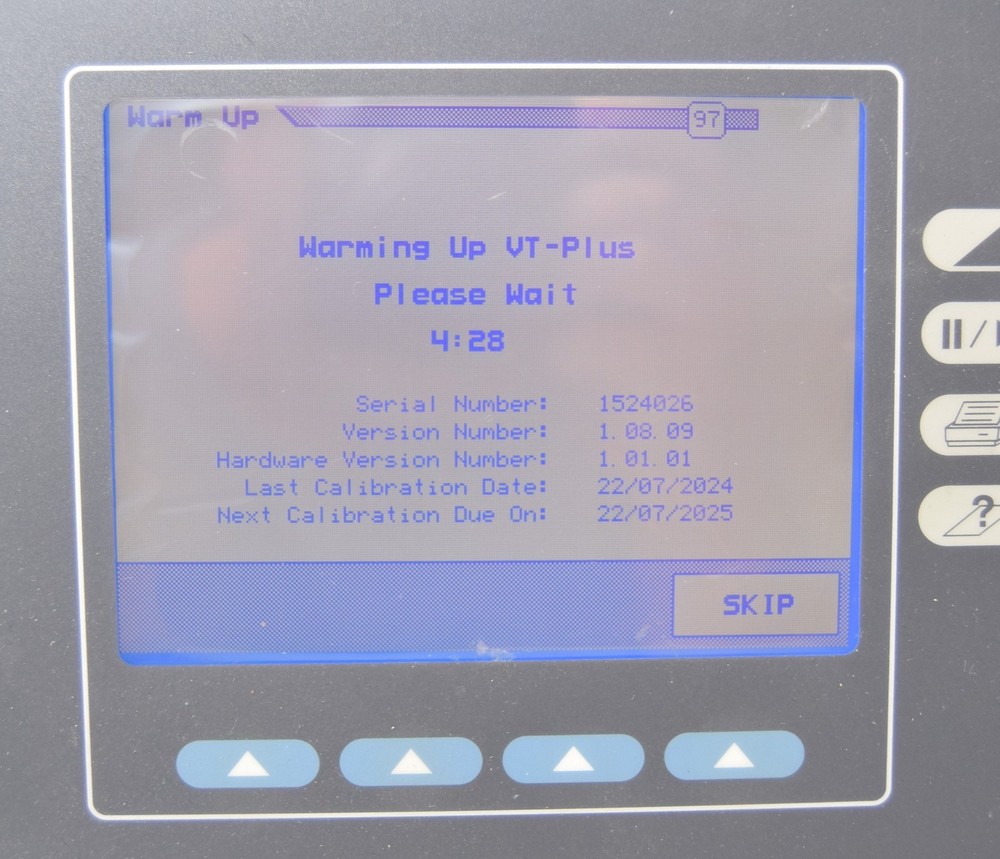 Warm Up 97
Warming Up VT-Plus
Please Wait
4:28
Serial Number: 1524026
Version Number: 1.08.09
Hardware Version Number: 1.01.01
Last Calibration Date: 22/07/2024
Next Calibration Due On: 22/07/2025
SKIP
?